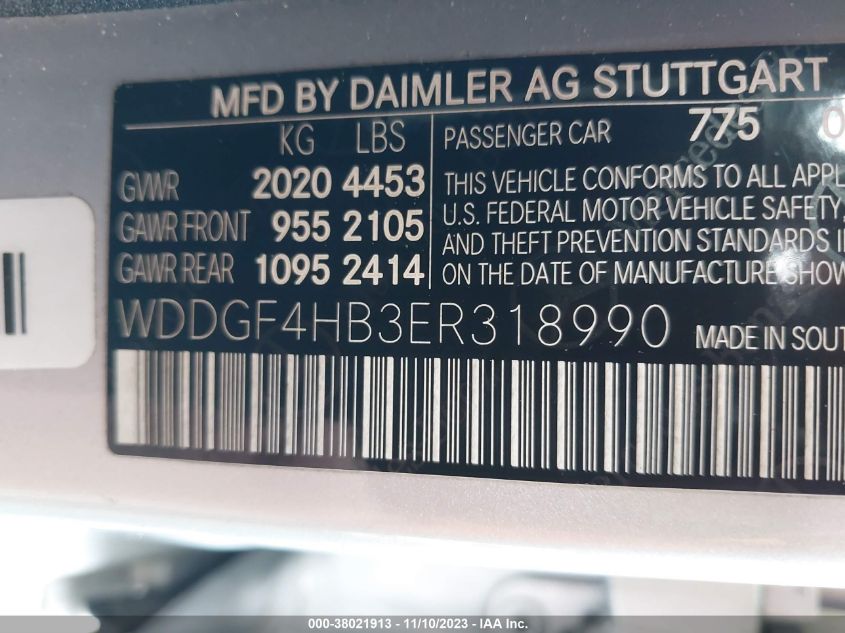 MFD BY DAIMLER AG STUTTGART
KG LBS
GVWR 2020 4453
GAWR FRONT 955 2105
GAWR REAR 1095 2414
PASSENGER CAR 775 0
THIS VEHICLE CONFORMS TO ALL APPL
U.S. FEDERAL MOTOR VEHICLE SAFETY,
AND THEFT PREVENTION STANDARDS I
ON THE DATE OF MANUFACTURE SHOW
WDDGF4HB3ER318990 MADE IN SOUT
000-38021913 - 11/10/2023 - IAA Inc.